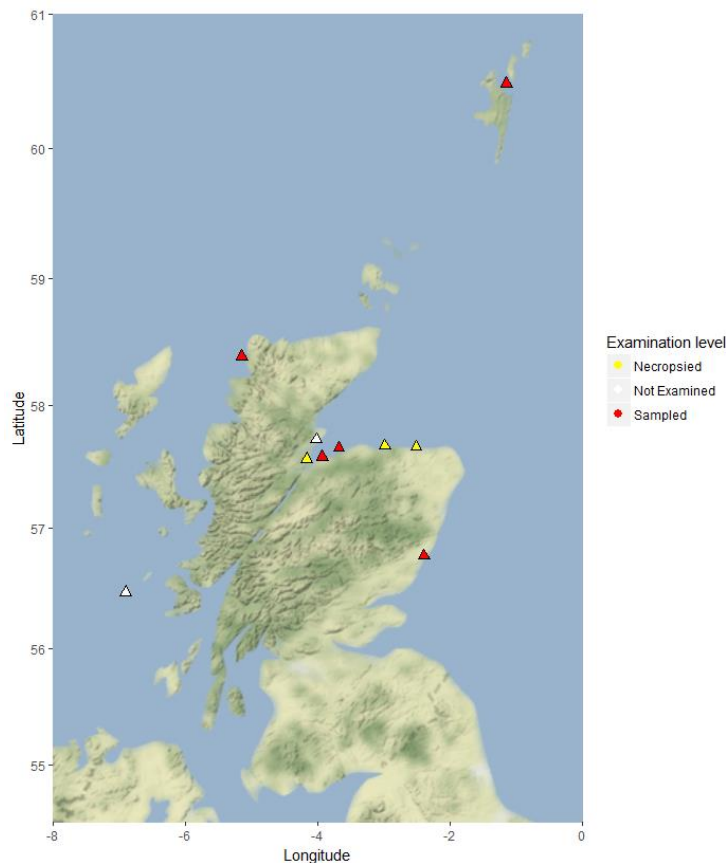 61
60
59
58
57
56
55
Latitude
-8
-6
-4
-2
0
Longitude
Examination level
Necropsied
Not Examined
Sampled